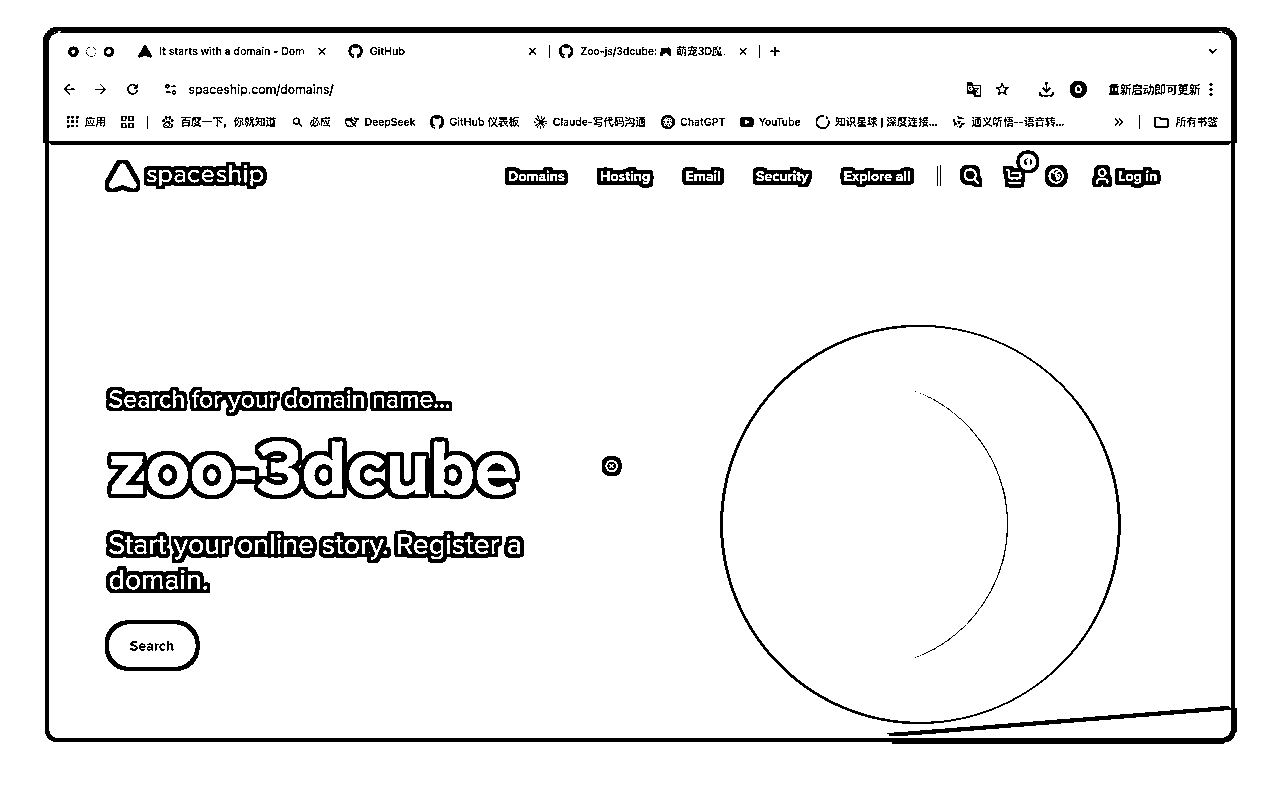 It starts with a domain - Dom
GitHub
Zoo-js/3dcube: 🎮 萌宠3D魔.
spaceship.com/domains/
重新启动即可更新
应用
百度一下，你就知道
必应
DeepSeek
GitHub 仪表板
Claude-写代码沟通
ChatGPT
YouTube
知识星球 | 深度连接...
通义听悟--语音转...
所有书签
spaceship
Domains
Hosting
Email
Security
Explore all
0
Log in
Search for your domain name...
zoo-3dcube
Start your online story. Register a
domain.
Search